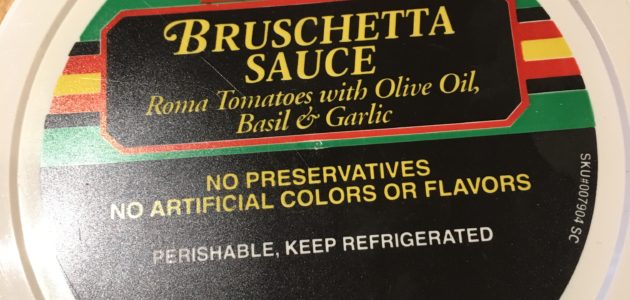 BRUSCHETTA
SAUCE
Roma Tomatoes with Olive Oil,
Basil & Garlic
NO PRESERVATIVES
NO ARTIFICIAL COLORS OR FLAVORS
PERISHABLE, KEEP REFRIGERATED
SKU#007904 SC